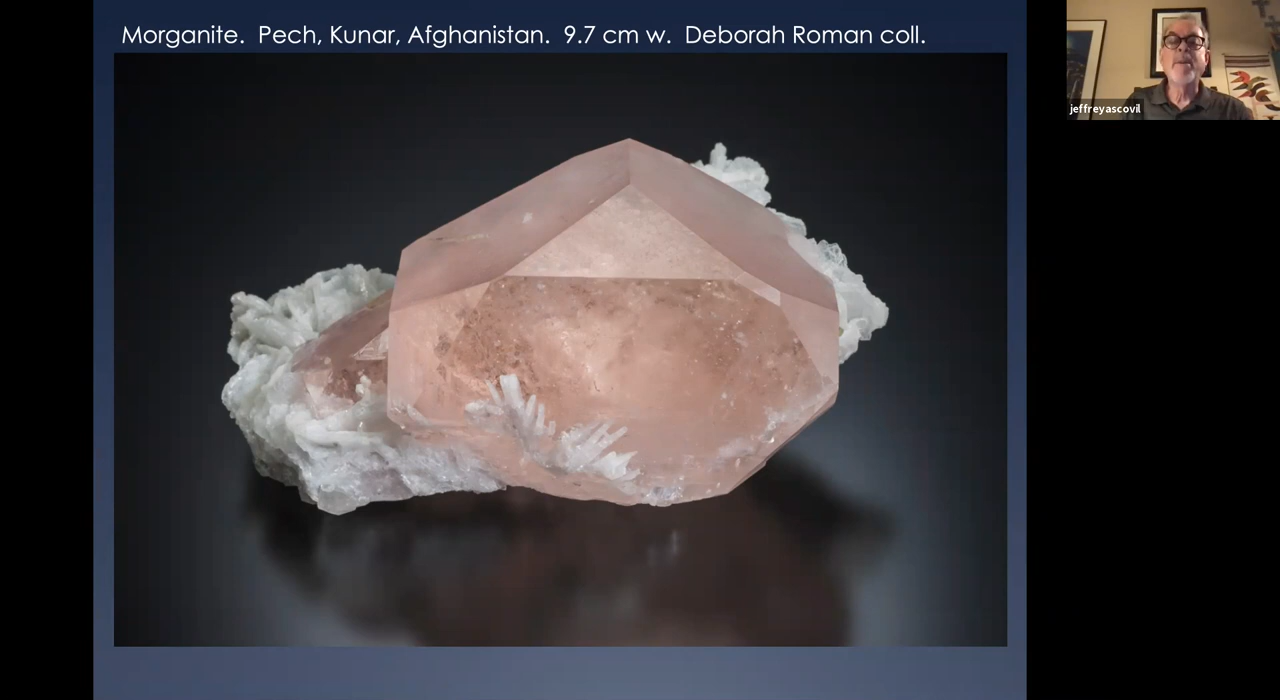 Morganite. Pech, Kunar, Afghanistan. 9.7 cm w. Deborah Roman coll.
jeffreyascovil